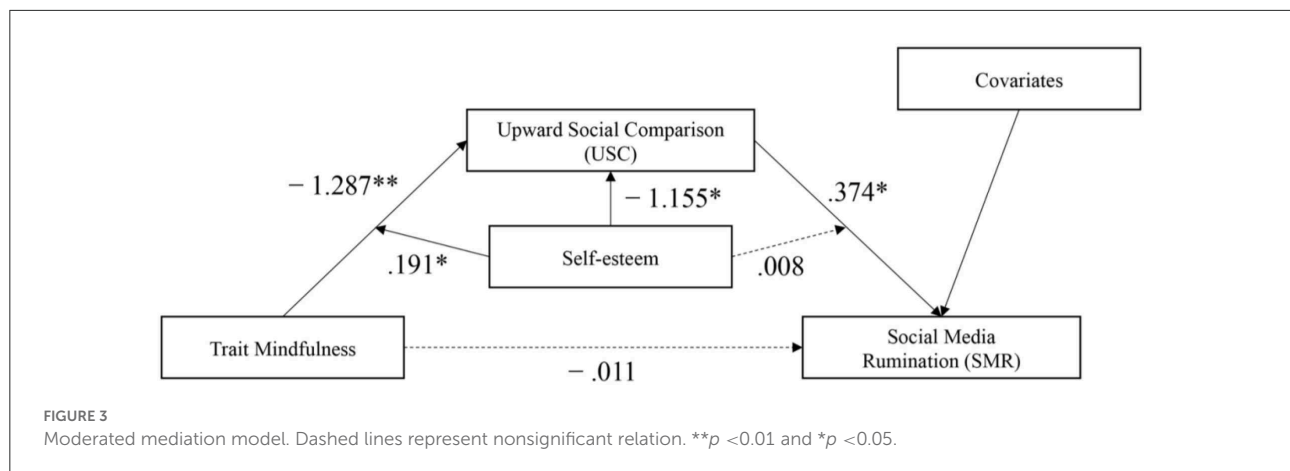 Covariates
Upward Social Comparison
(USC)
− 1.287**
.374*
− 1.155*
Self-esteem
.191*
.008
Trait Mindfulness
Social Media
Rumination (SMR)
− .011
FIGURE 3
Moderated mediation model. Dashed lines represent nonsignificant relation. **p <0.01 and *p <0.05.